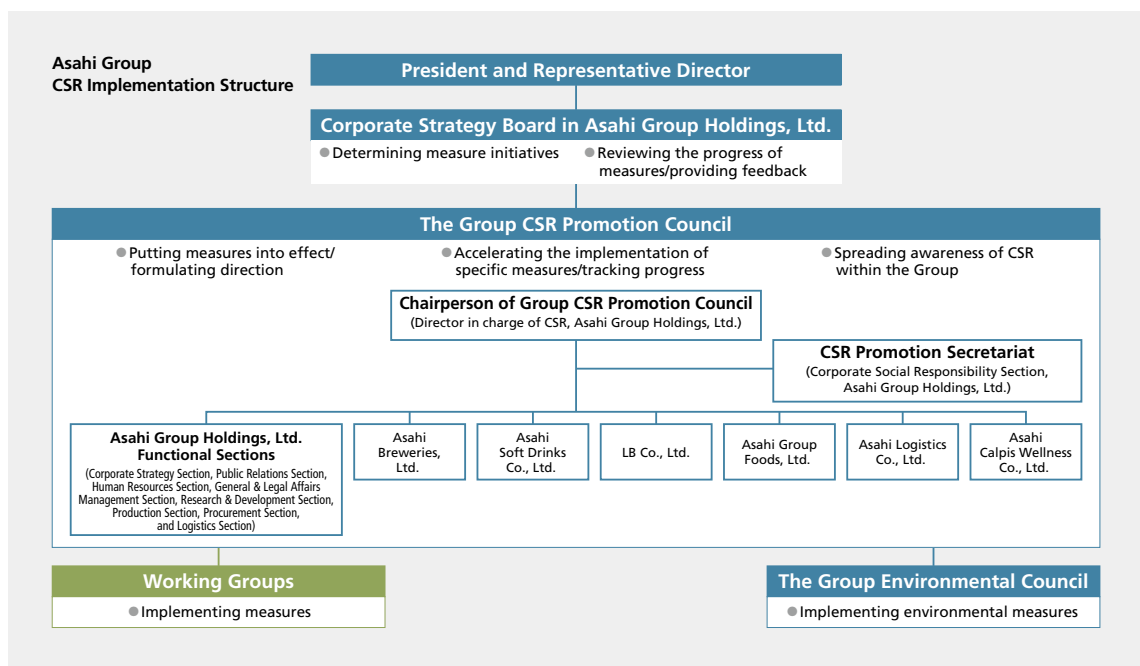 Asahi Group
CSR Implementation Structure
President and Representative Director
Corporate Strategy Board in Asahi Group Holdings, Ltd.
● Determining measure initiatives
● Reviewing the progress of
measures/providing feedback
The Group CSR Promotion Council
● Putting measures into effect/
formulating direction
● Accelerating the implementation of
specific measures/tracking progress
● Spreading awareness of CSR
within the Group
Chairperson of Group CSR Promotion Council
(Director in charge of CSR, Asahi Group Holdings, Ltd.)
CSR Promotion Secretariat
(Corporate Social Responsibility Section,
Asahi Group Holdings, Ltd.)
Asahi Group Holdings, Ltd.
Functional Sections
(Corporate Strategy Section, Public Relations Section,
Human Resources Section, General & Legal Affairs
Management Section, Research & Development Section,
Production Section, Procurement Section,
and Logistics Section)
Asahi
Breweries,
Ltd.
Asahi
Soft Drinks
Co., Ltd.
LB Co., Ltd.
Asahi Group
Foods, Ltd.
Asahi Logistics
Co., Ltd.
Asahi
Calpis Wellness
Co., Ltd.
Working Groups
● Implementing measures
The Group Environmental Council
● Implementing environmental measures